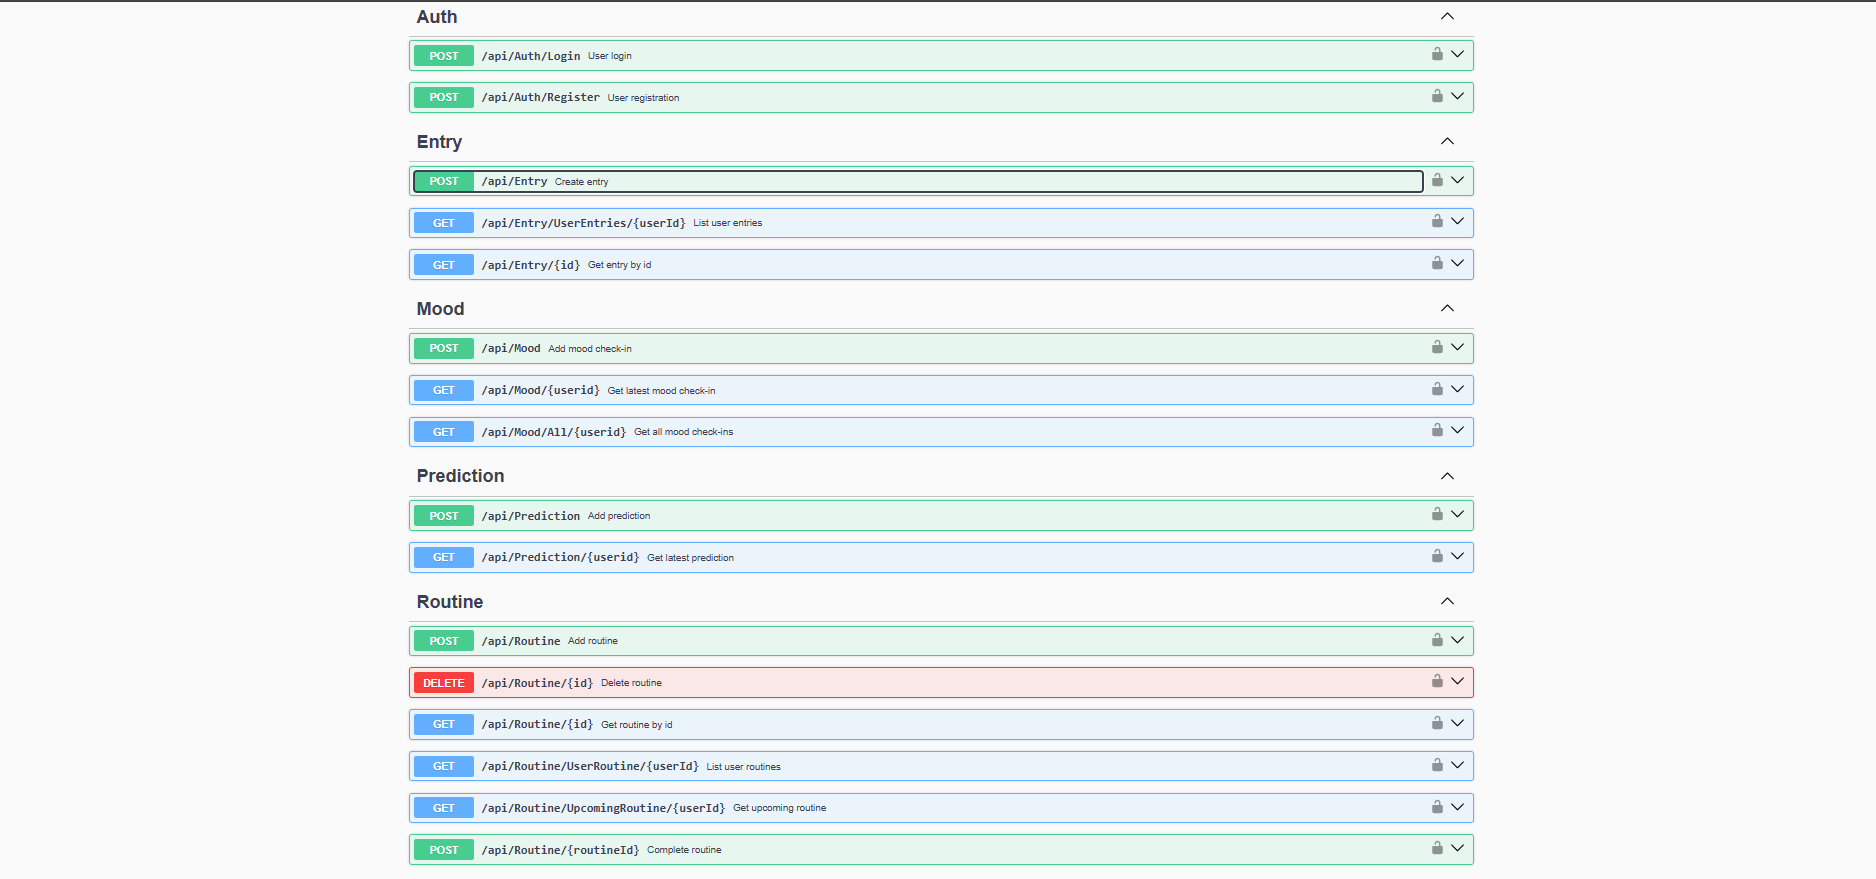 Auth
POST /api/Auth/Login User login
POST /api/Auth/Register User registration
Entry
POST /api/Entry Create entry
GET /api/Entry/UserEntries/{userId} List user entries
GET /api/Entry/{id} Get entry by id
Mood
POST /api/Mood Add mood check-in
GET /api/Mood/{userid} Get latest mood check-in
GET /api/Mood/All/{userid} Get all mood check-ins
Prediction
POST /api/Prediction Add prediction
GET /api/Prediction/{userid} Get latest prediction
Routine
POST /api/Routine Add routine
DELETE /api/Routine/{id} Delete routine
GET /api/Routine/{id} Get routine by id
GET /api/Routine/UserRoutine/{userId} List user routines
GET /api/Routine/UpcomingRoutine/{userId} Get upcoming routine
POST /api/Routine/{routineId} Complete routine